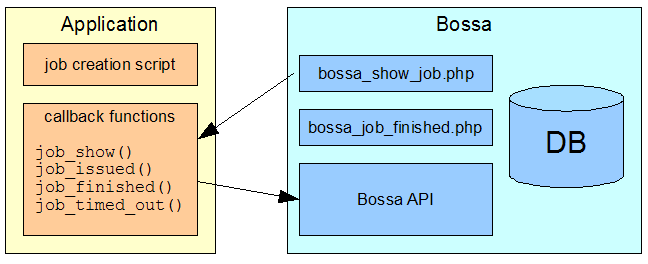 Application
job creation script
callback functions
job_show()
job_issued()
job_finished()
job_timed_out()
Bossa
bossa_show_job.php
bossa_job_finished.php
Bossa API
DB